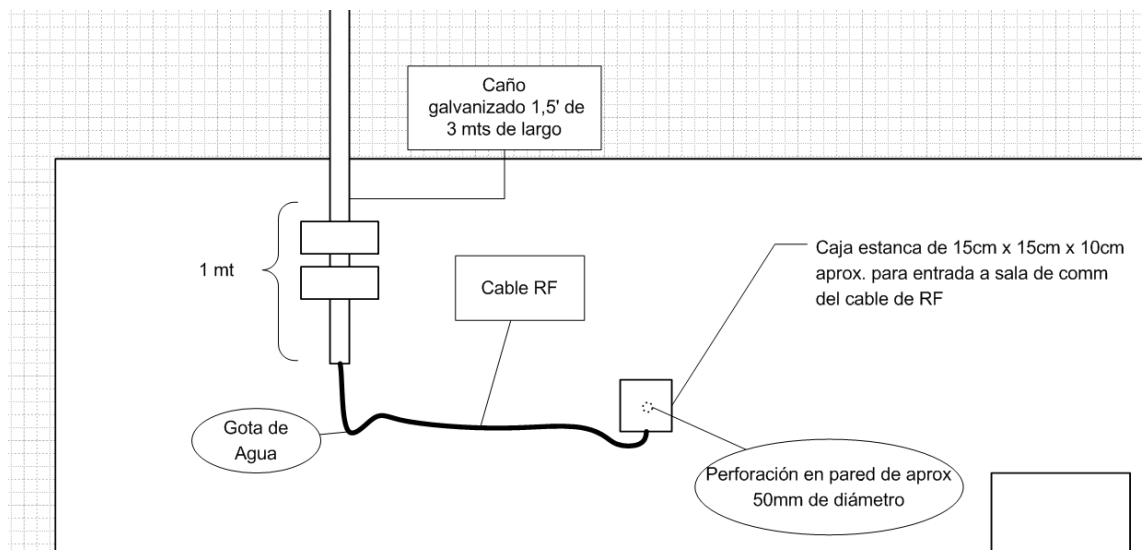 Caño
galvanizado 1,5' de
3 mts de largo
1 mt
Cable RF
Caja estanca de 15cm x 15cm x 10cm
aprox. para entrada a sala de comm
del cable de RF
Gota de
Agua
Perforación en pared de aprox
50mm de diámetro